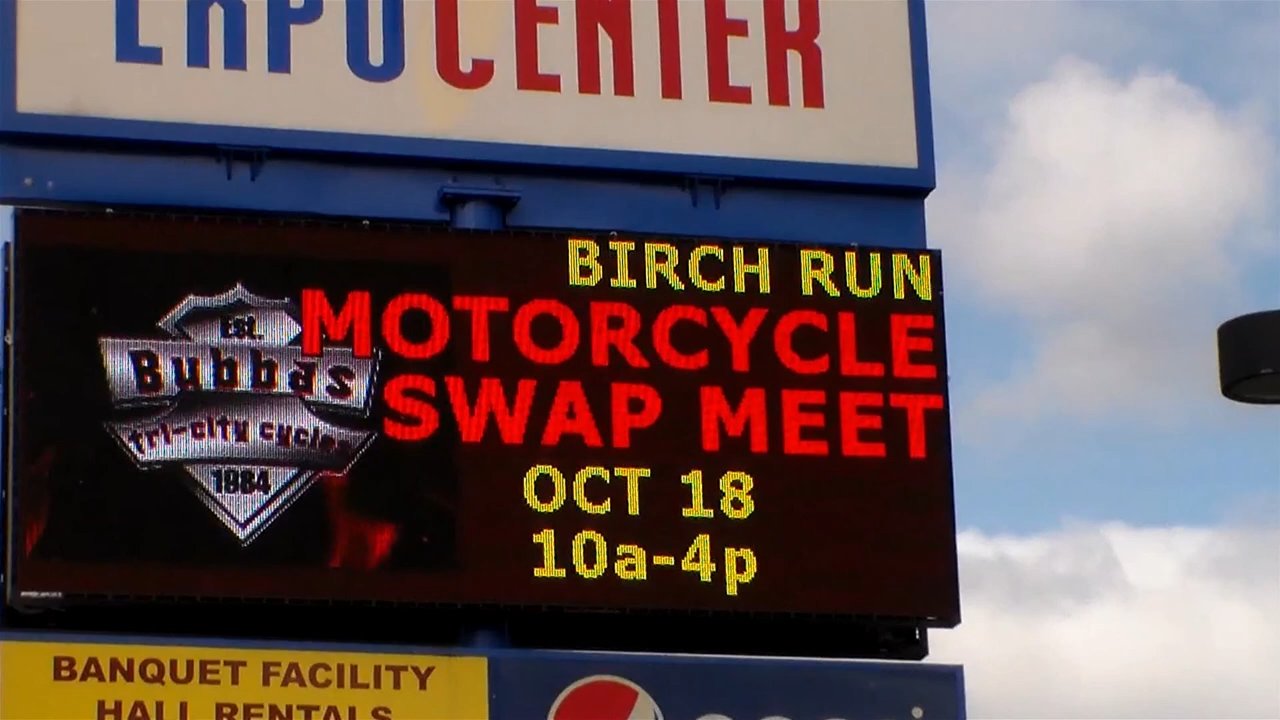 EXPO CENTER
BIRCH RUN
MOTORCYCLE
SWAP MEET
OCT 18
10a-4p
Est.
Bubbas
tri-city cycle
1984
BANQUET FACILITY
HALL RENTALS
pepsi